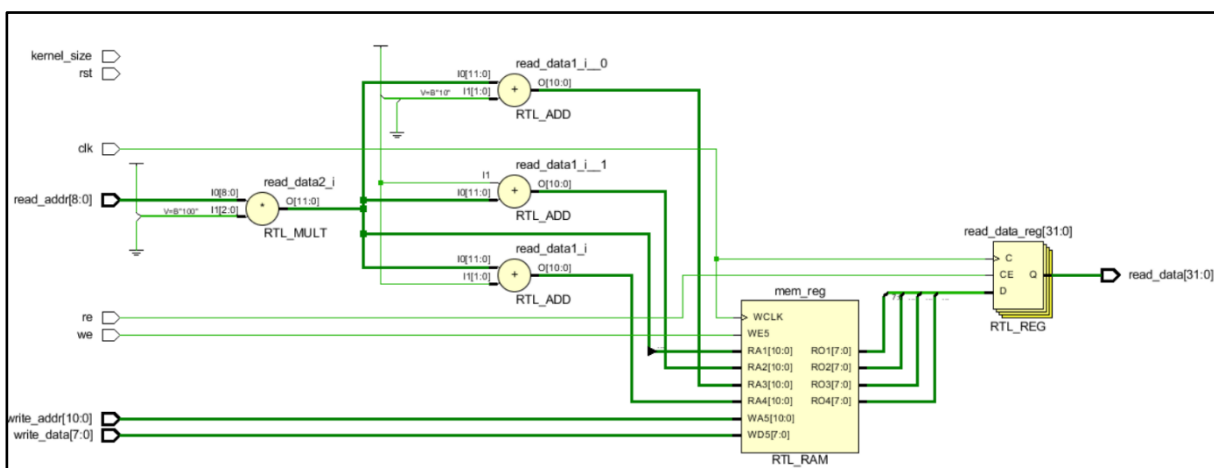 kernel_size
rst
clk
read_addr[8:0]
V=B"100"
I0[8:0]
I1[2:0]
read_data2_i
*
O[11:0]
RTL_MULT
read_data1_i__0
I0[11:0]
V=B"10"
I1[1:0]
+
O[10:0]
RTL_ADD
read_data1_i__1
I1
I0[11:0]
+
O[10:0]
RTL_ADD
read_data1_i
I0[11:0]
I1[1:0]
+
O[10:0]
RTL_ADD
re
we
write_addr[10:0]
write_data[7:0]
mem_reg
WCLK
WE5
RA1[10:0] RO1[7:0]
RA2[10:0] RO2[7:0]
RA3[10:0] RO3[7:0]
RA4[10:0] RO4[7:0]
WA5[10:0]
WD5[7:0]
RTL_RAM
read_data_reg[31:0]
C
CE Q
D
RTL_REG
read_data[31:0]